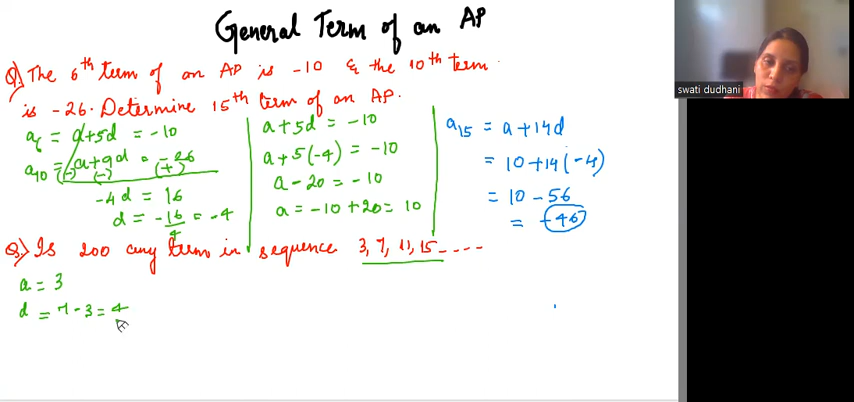 General Term of an AP
Q) The 6th term of an AP is -10 & the 10th term
is -26. Determine 15th term of an AP.
a6 = a+5d = -10
a10 = a+9d = -26
(-) (-) (+)
-4d = 16
d = -16/4 = -4
a+5d = -10
a+5(-4) = -10
a-20 = -10
a = -10+20 = 10
a15 = a+14d
= 10+14(-4)
= 10-56
= -46
Q) Is 200 any term in sequence 3, 7, 11, 15 ----
a = 3
d = 7-3 = 4
swati dudhani